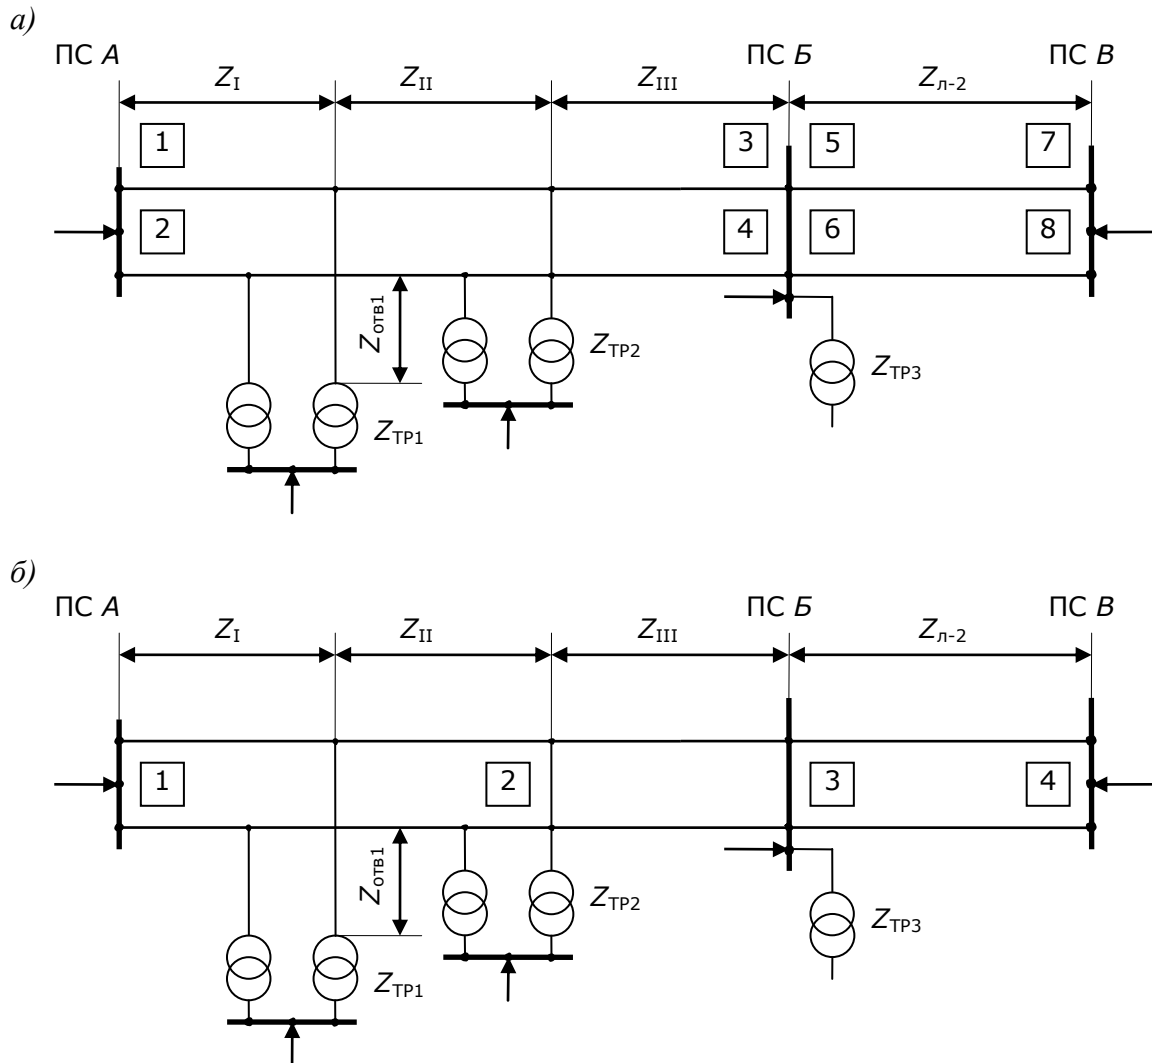 а)
ПС А ПС Б ПС В
Z_I Z_II Z_III Z_л-2
1 3 5 7
2 4 6 8
Z_отв1
Z_ТР2
Z_ТР3
Z_ТР1
б)
ПС А ПС Б ПС В
Z_I Z_II Z_III Z_л-2
1 2 3 4
Z_отв1
Z_ТР2
Z_ТР3
Z_ТР1